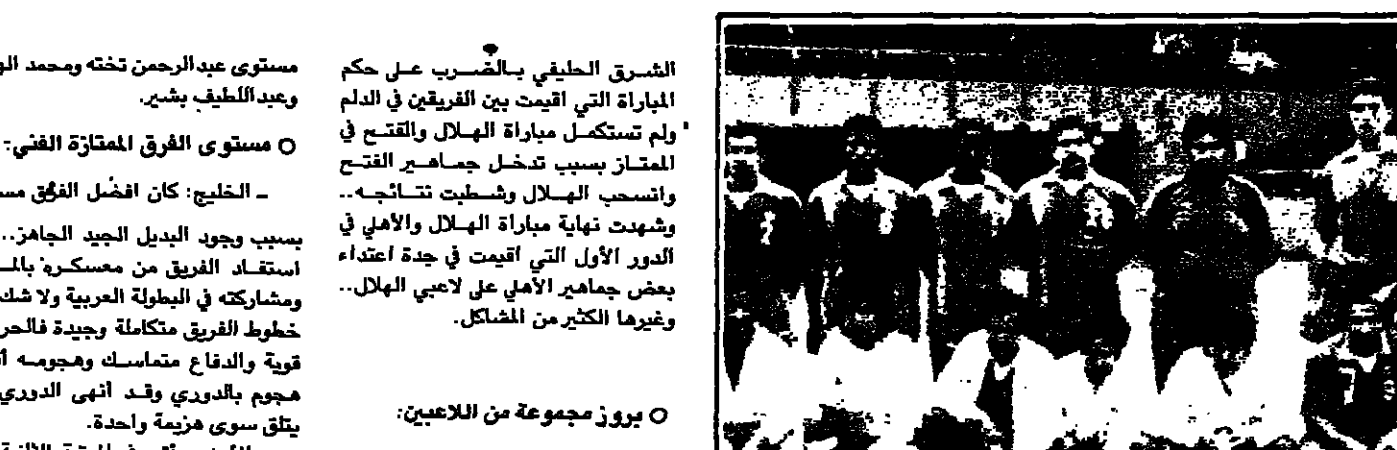 الشرق الحليفي بالضرب على حكم
المباراة التي اقيمت بين الفريقين في الدلم
ولم تستكمل مباراة الهلال والفتح في
الممتاز بسبب تدخل جماهير الفتح
وانسحب الهلال وشطبت نتائجه..
وشهدت نهاية مباراة الهلال والأهلي في
الدور الأول التي أقيمت في جدة اعتداء
بعض جماهير الأهلي على لاعبي الهلال..
وغيرها الكثير من المشاكل.
O بروز مجموعة من اللاعبين:
مستوى عبدالرحمن تخته ومحمد
وعبداللطيف بشير.
O مستوى الفرق الممتازة الفني:
ـ الخليج: كان افضل الفرق
بسبب وجود البديل الجيد الجاهز..
استفاد الفريق من معسكره
ومشاركته في البطولة العربية ولا شك
خطوط الفريق متكاملة وجيدة
قوية والدفاع متماسك وهجومه
هجوم بالدوري وقد أنهى الدوري
يتلق سوى هزيمة واحدة.